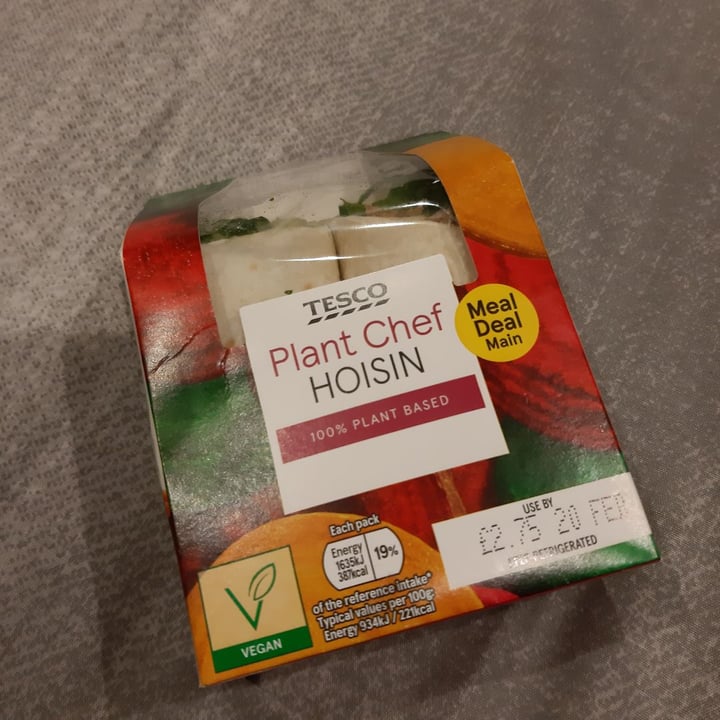 TESCO
Plant Chef
HOISIN
100% PLANT BASED
Meal
Deal
Main
USE BY
£2.75 20 FEB
REFRIGERATED
Each pack
Energy
1635kJ
387kcal
19%
of the reference intake*
Typical values per 100g:
Energy 934kJ / 221kcal
VEGAN